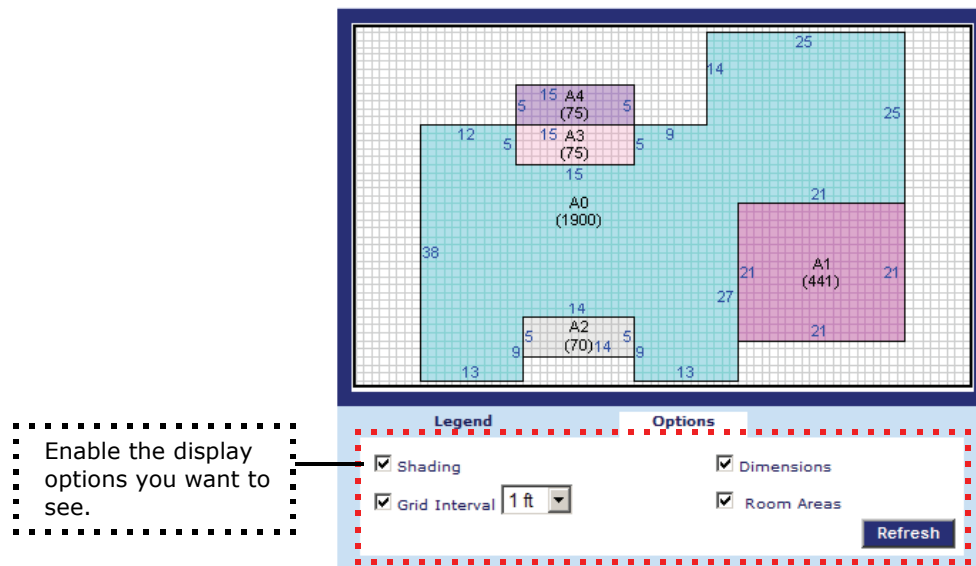 25
14
25
15 A4
5 5
(75)
12 15 A3 9
5 5
(75)
15
A0
(1900)
21
38
A1
21 21
(441)
27
14
A2
5 5
(70) 14
9 9
21
13 13
Legend Options
Enable the display
options you want to
see.
Shading Dimensions
Grid Interval 1 ft Room Areas
Refresh